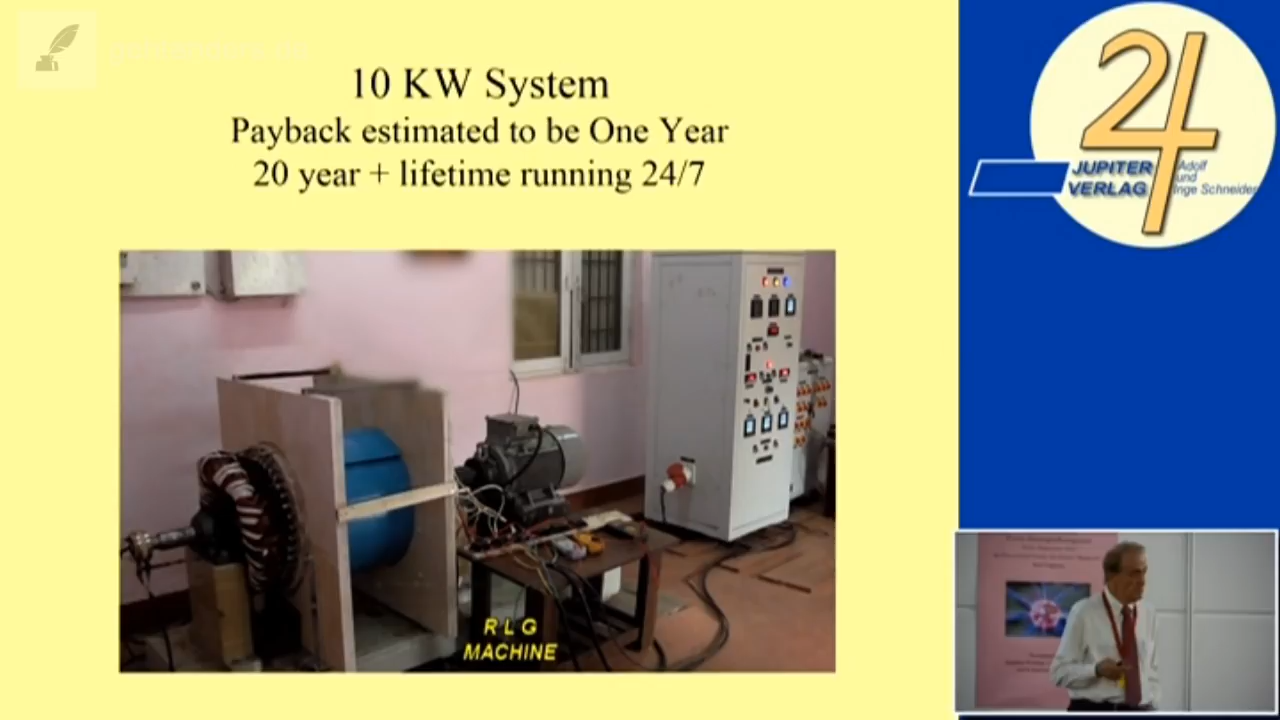 10 KW System
Payback estimated to be One Year
20 year + lifetime running 24/7
R L G
MACHINE
JUPITER
VERLAG
Adolf
und
Inge Schneider